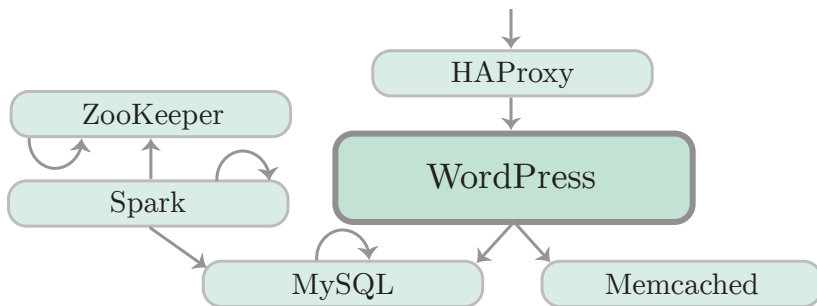 HAProxy
ZooKeeper
WordPress
Spark
MySQL
Memcached